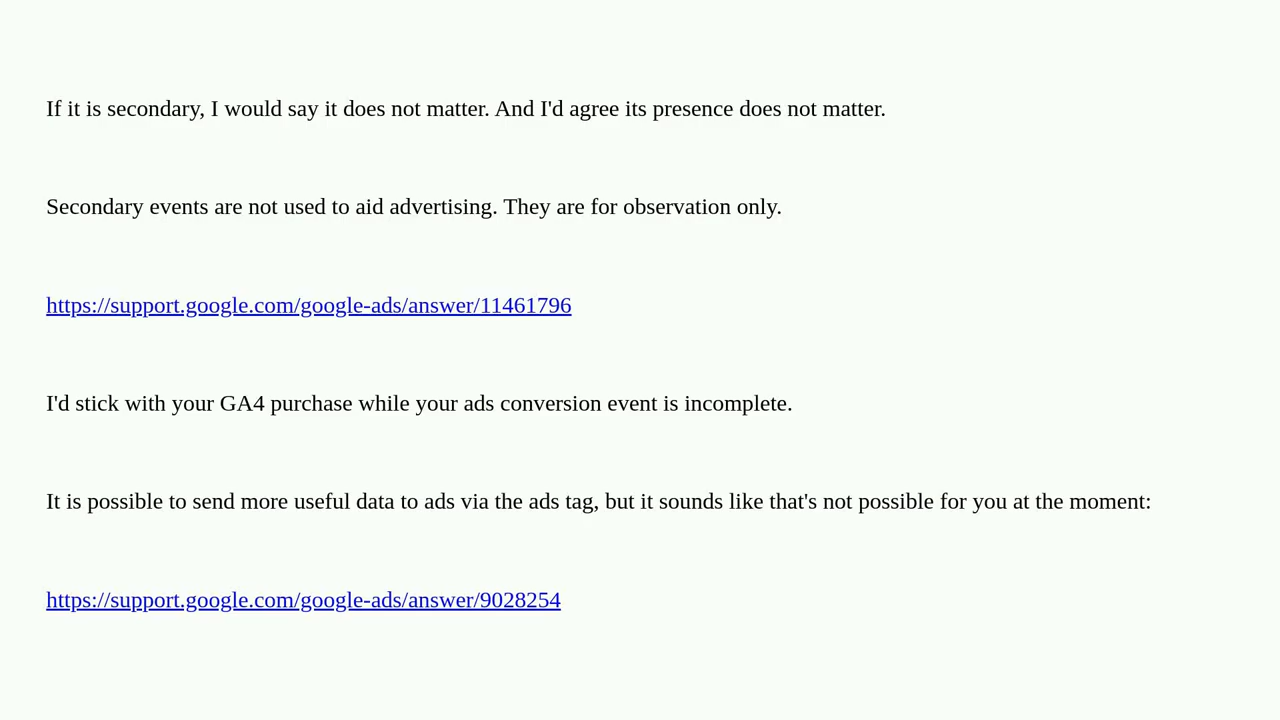 If it is secondary, I would say it does not matter. And I'd agree its presence does not matter.
Secondary events are not used to aid advertising. They are for observation only.
https://support.google.com/google-ads/answer/11461796
I'd stick with your GA4 purchase while your ads conversion event is incomplete.
It is possible to send more useful data to ads via the ads tag, but it sounds like that's not possible for you at the moment:
https://support.google.com/google-ads/answer/9028254